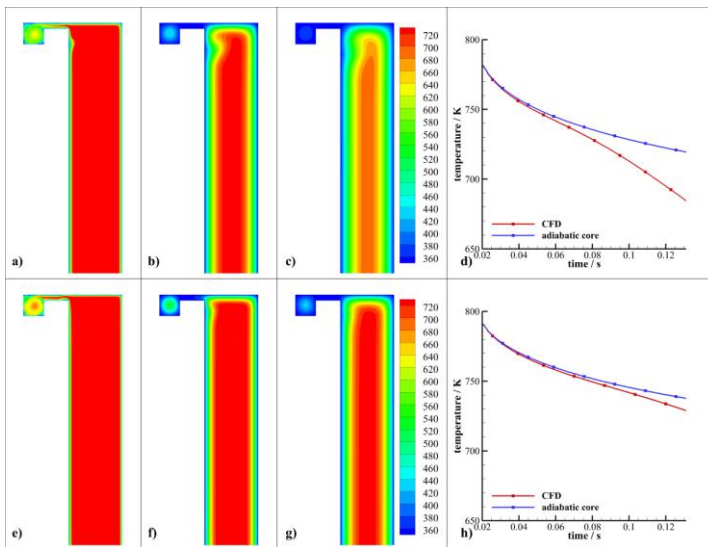 a)
b)
c)
720
700
680
660
640
620
600
580
560
540
520
500
480
460
440
420
400
380
360
temperature / K
800
750
700
650
0.02 0.04 0.06 0.08 0.1 0.12
time / s
CFD
adiabatic core
d)
e)
f)
g)
720
700
680
660
640
620
600
580
560
540
520
500
480
460
440
420
400
380
360
temperature / K
800
750
700
650
0.02 0.04 0.06 0.08 0.1 0.12
time / s
CFD
adiabatic core
h)